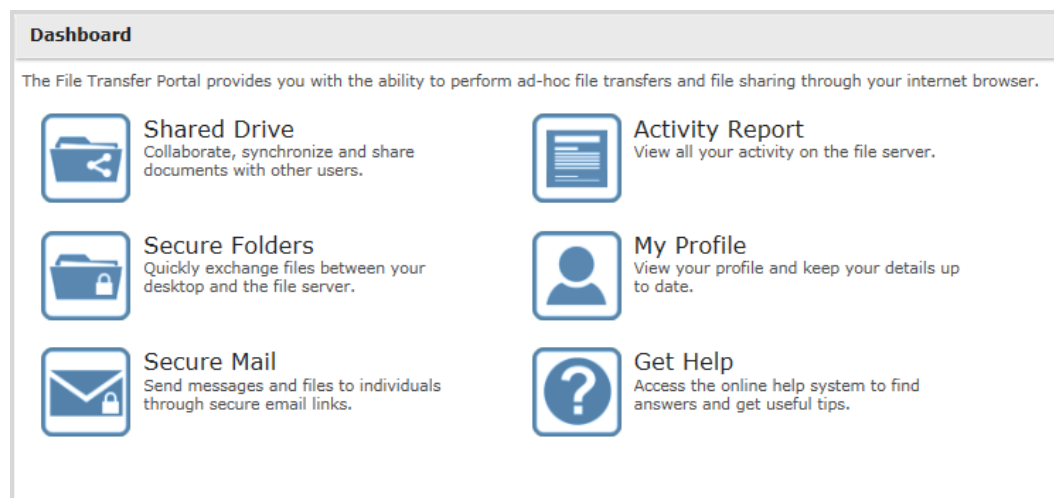 Dashboard
The File Transfer Portal provides you with the ability to perform ad-hoc file transfers and file sharing through your internet browser.
Shared Drive
Collaborate, synchronize and share
documents with other users.
Activity Report
View all your activity on the file server.
Secure Folders
Quickly exchange files between your
desktop and the file server.
My Profile
View your profile and keep your details up
to date.
Secure Mail
Send messages and files to individuals
through secure email links.
Get Help
Access the online help system to find
answers and get useful tips.